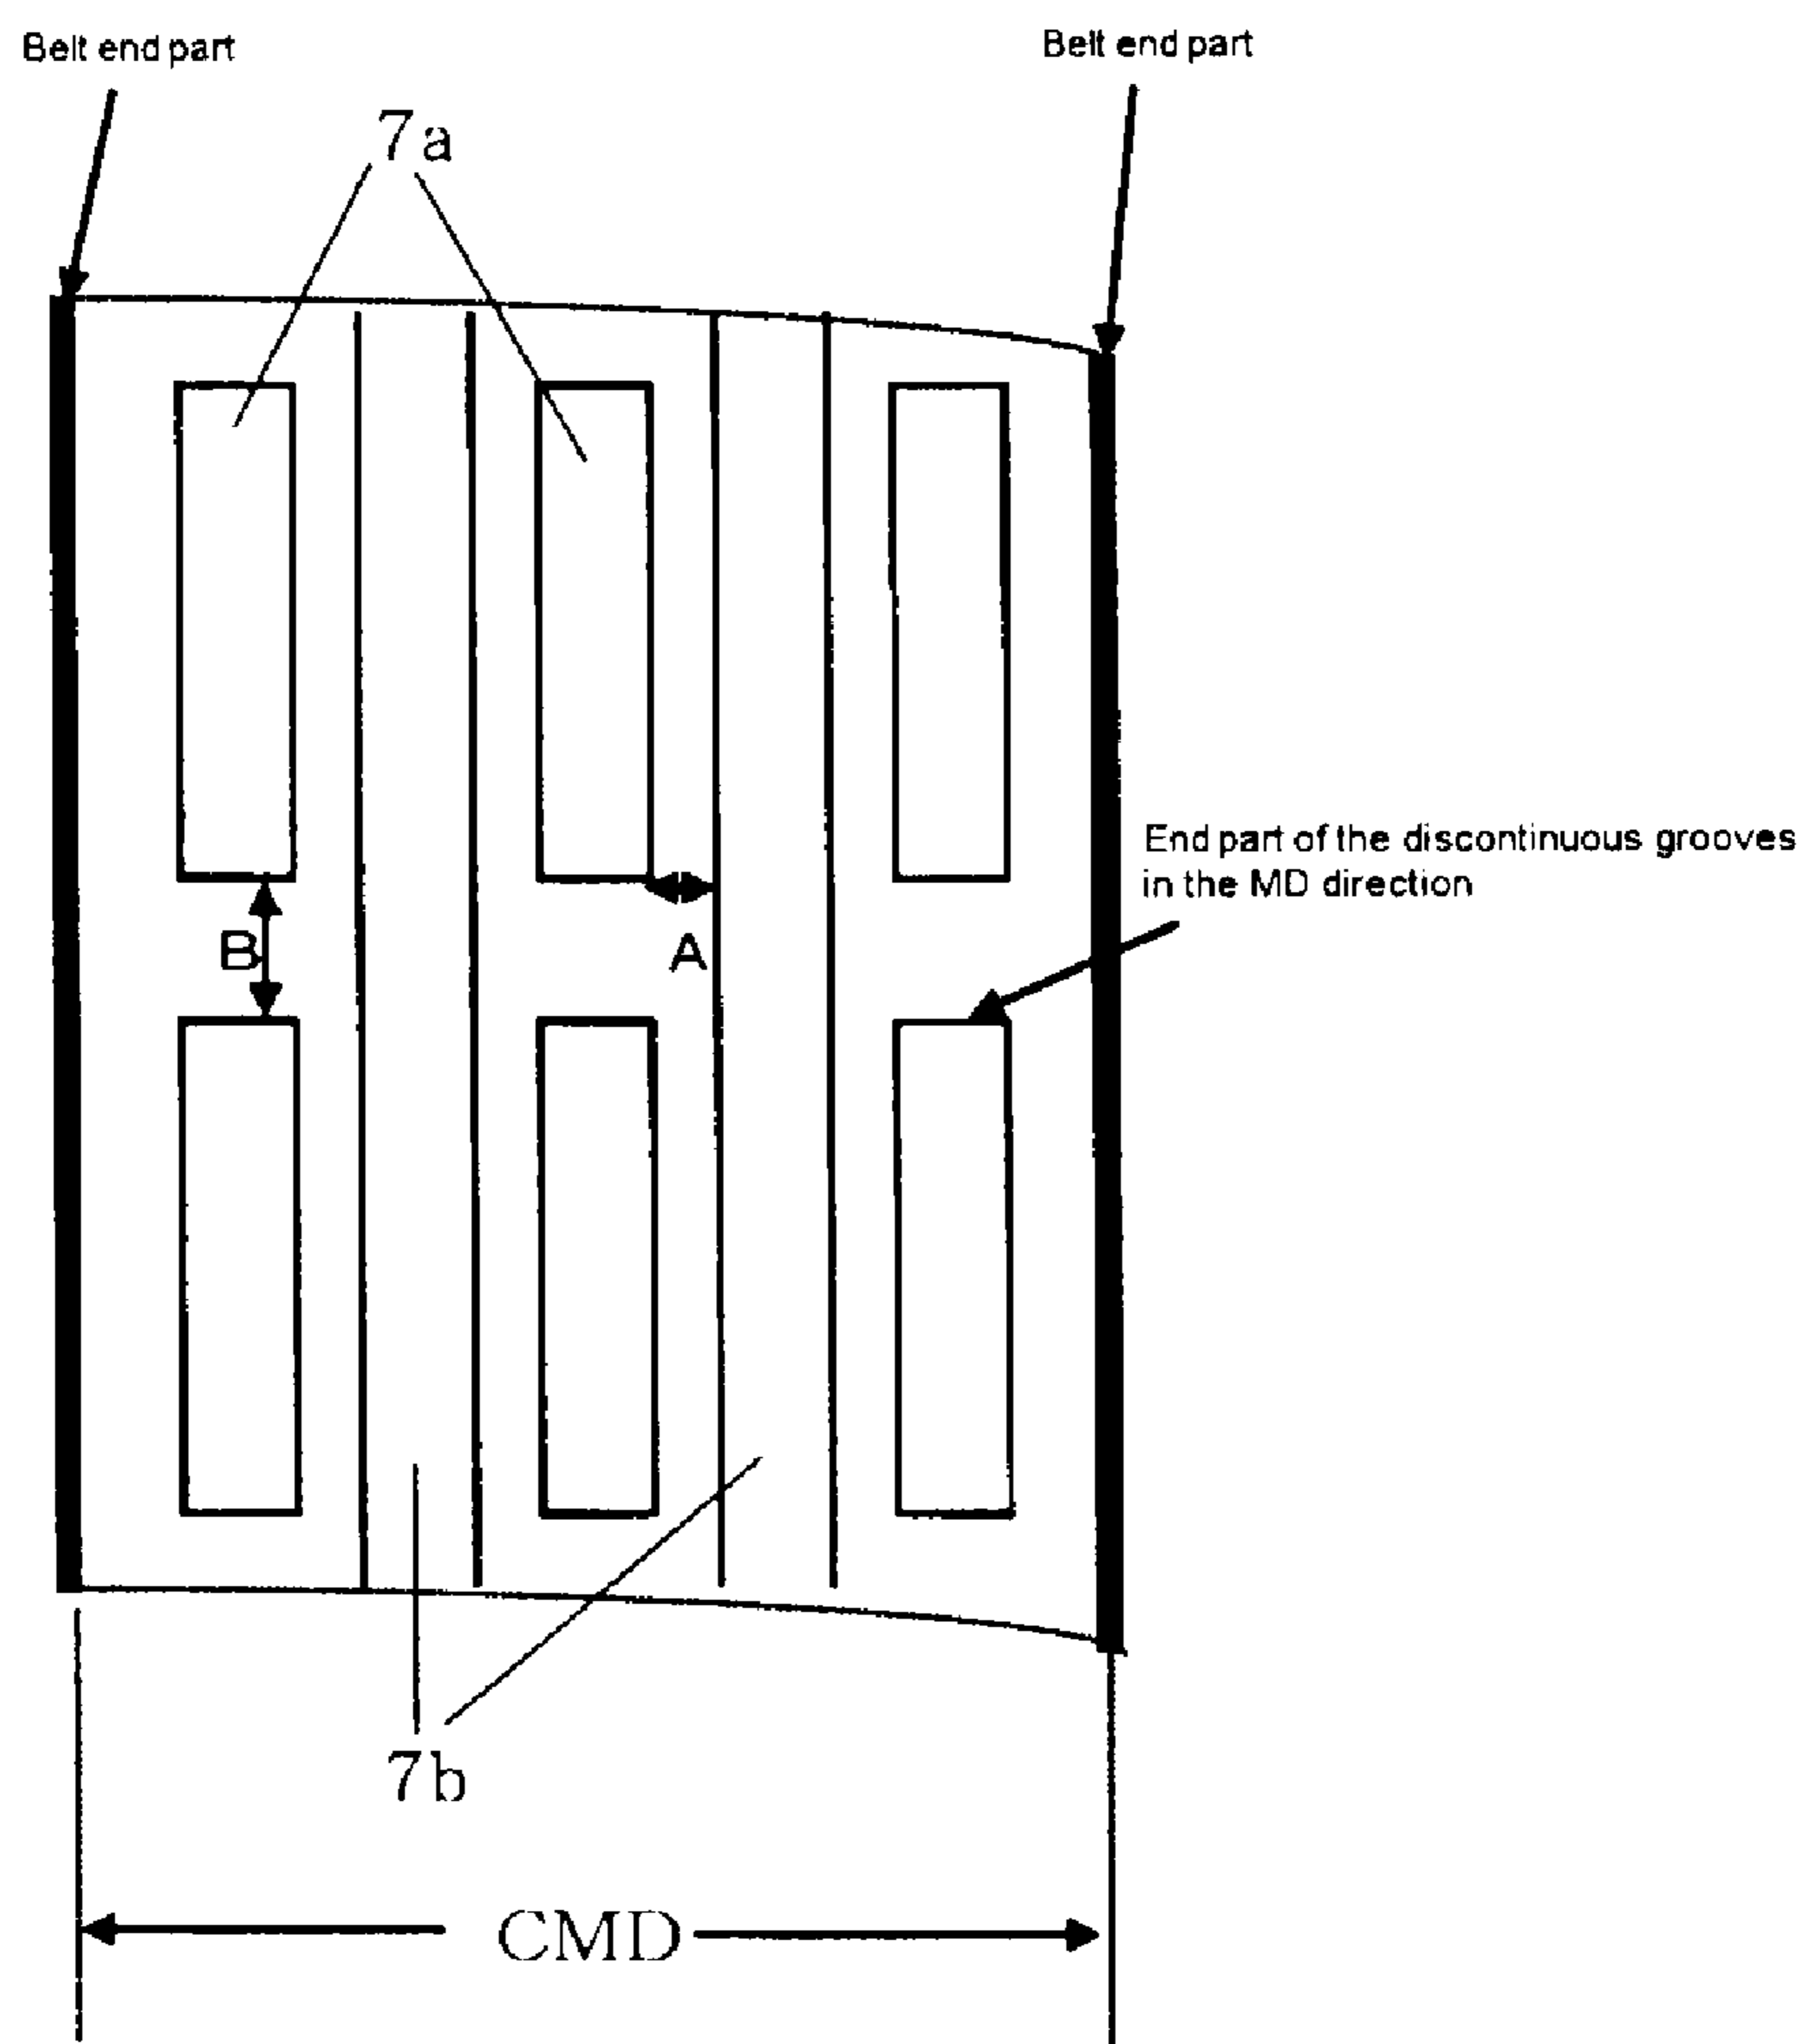 Belt end part
Belt end part
7a
End part of the discontinuous grooves
in the MD direction
B
A
7b
CMD